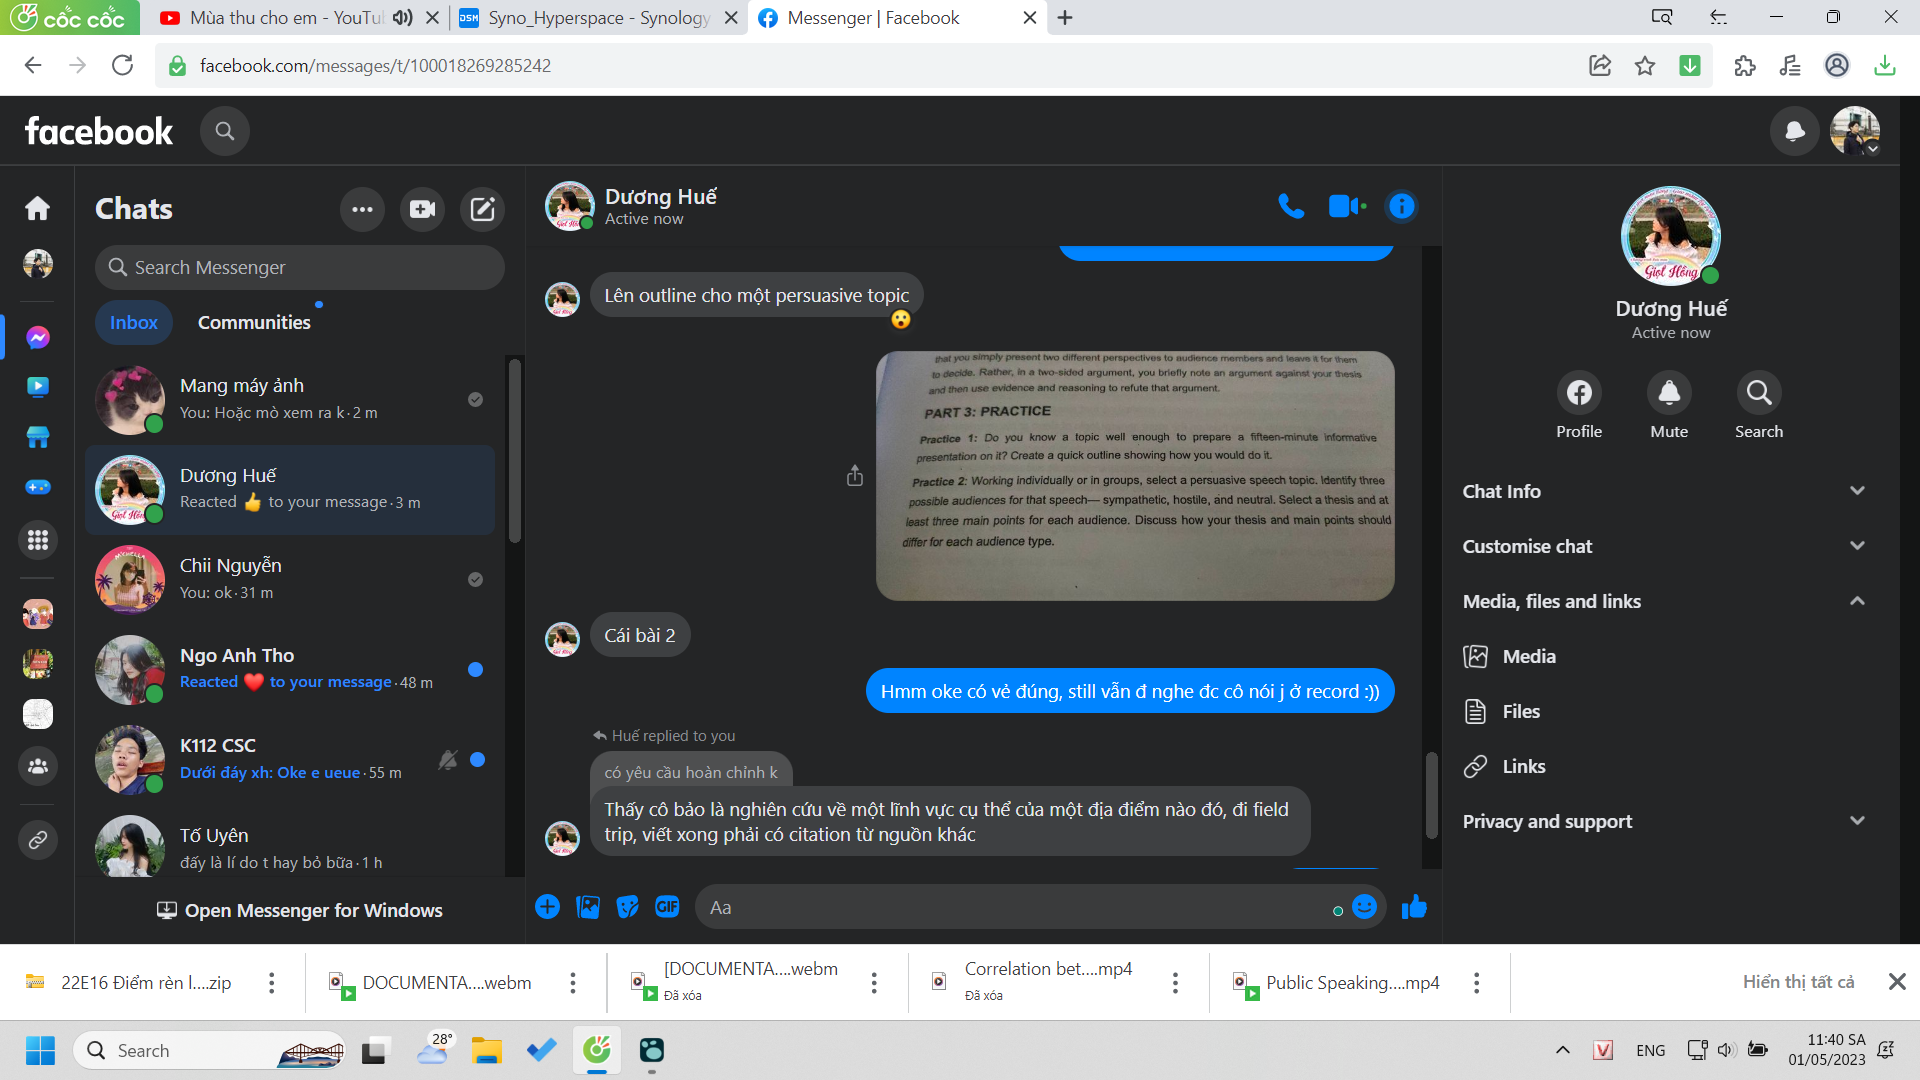 cốc cốc
Mùa thu cho em - YouTu
DSM
Syno_Hyperspace - Synology
Messenger | Facebook
facebook.com/messages/t/100018269285242
facebook
Chats
Search Messenger
Inbox
Communities
Mang máy ảnh
You: Hoặc mò xem ra k · 2 m
Dương Huế
Reacted 👍 to your message · 3 m
Chii Nguyễn
You: ok · 31 m
Ngo Anh Tho
Reacted ❤️ to your message · 48 m
K112 CSC
Dưới đáy xh: Oke e ueue · 55 m
Tố Uyên
đấy là lí do t hay bỏ bữa · 1 h
Open Messenger for Windows
Dương Huế
Active now
Lên outline cho một persuasive topic
😮
that you simply present two different perspectives to audience members and leave it for them
to decide. Rather, in a two-sided argument, you briefly note an argument against your thesis
and then use evidence and reasoning to refute that argument.
PART 3: PRACTICE
Practice 1: Do you know a topic well enough to prepare a fifteen-minute informative
presentation on it? Create a quick outline showing how you would do it.
Practice 2: Working individually or in groups, select a persuasive speech topic. Identify three
possible audiences for that speech— sympathetic, hostile, and neutral. Select a thesis and at
least three main points for each audience. Discuss how your thesis and main points should
differ for each audience type.
Cái bài 2
Hmm oke có vẻ đúng, still vẫn đ nghe đc cô nói j ở record :))
Huế replied to you
có yêu cầu hoàn chỉnh k
Thấy cô bảo là nghiên cứu về một lĩnh vực cụ thể của một địa điểm nào đó, đi field
trip, viết xong phải có citation từ nguồn khác
GIF
Aa
Giọt Hồng
Dương Huế
Active now
Profile
Mute
Search
Chat Info
Customise chat
Media, files and links
Media
Files
Links
Privacy and support
22E16 Điểm rèn l....zip
DOCUMENTA....webm
[DOCUMENTA....webm
Đã xóa
Correlation bet....mp4
Đã xóa
Public Speaking....mp4
Hiển thị tất cả
Search
28°
V
ENG
11:40 SA
01/05/2023